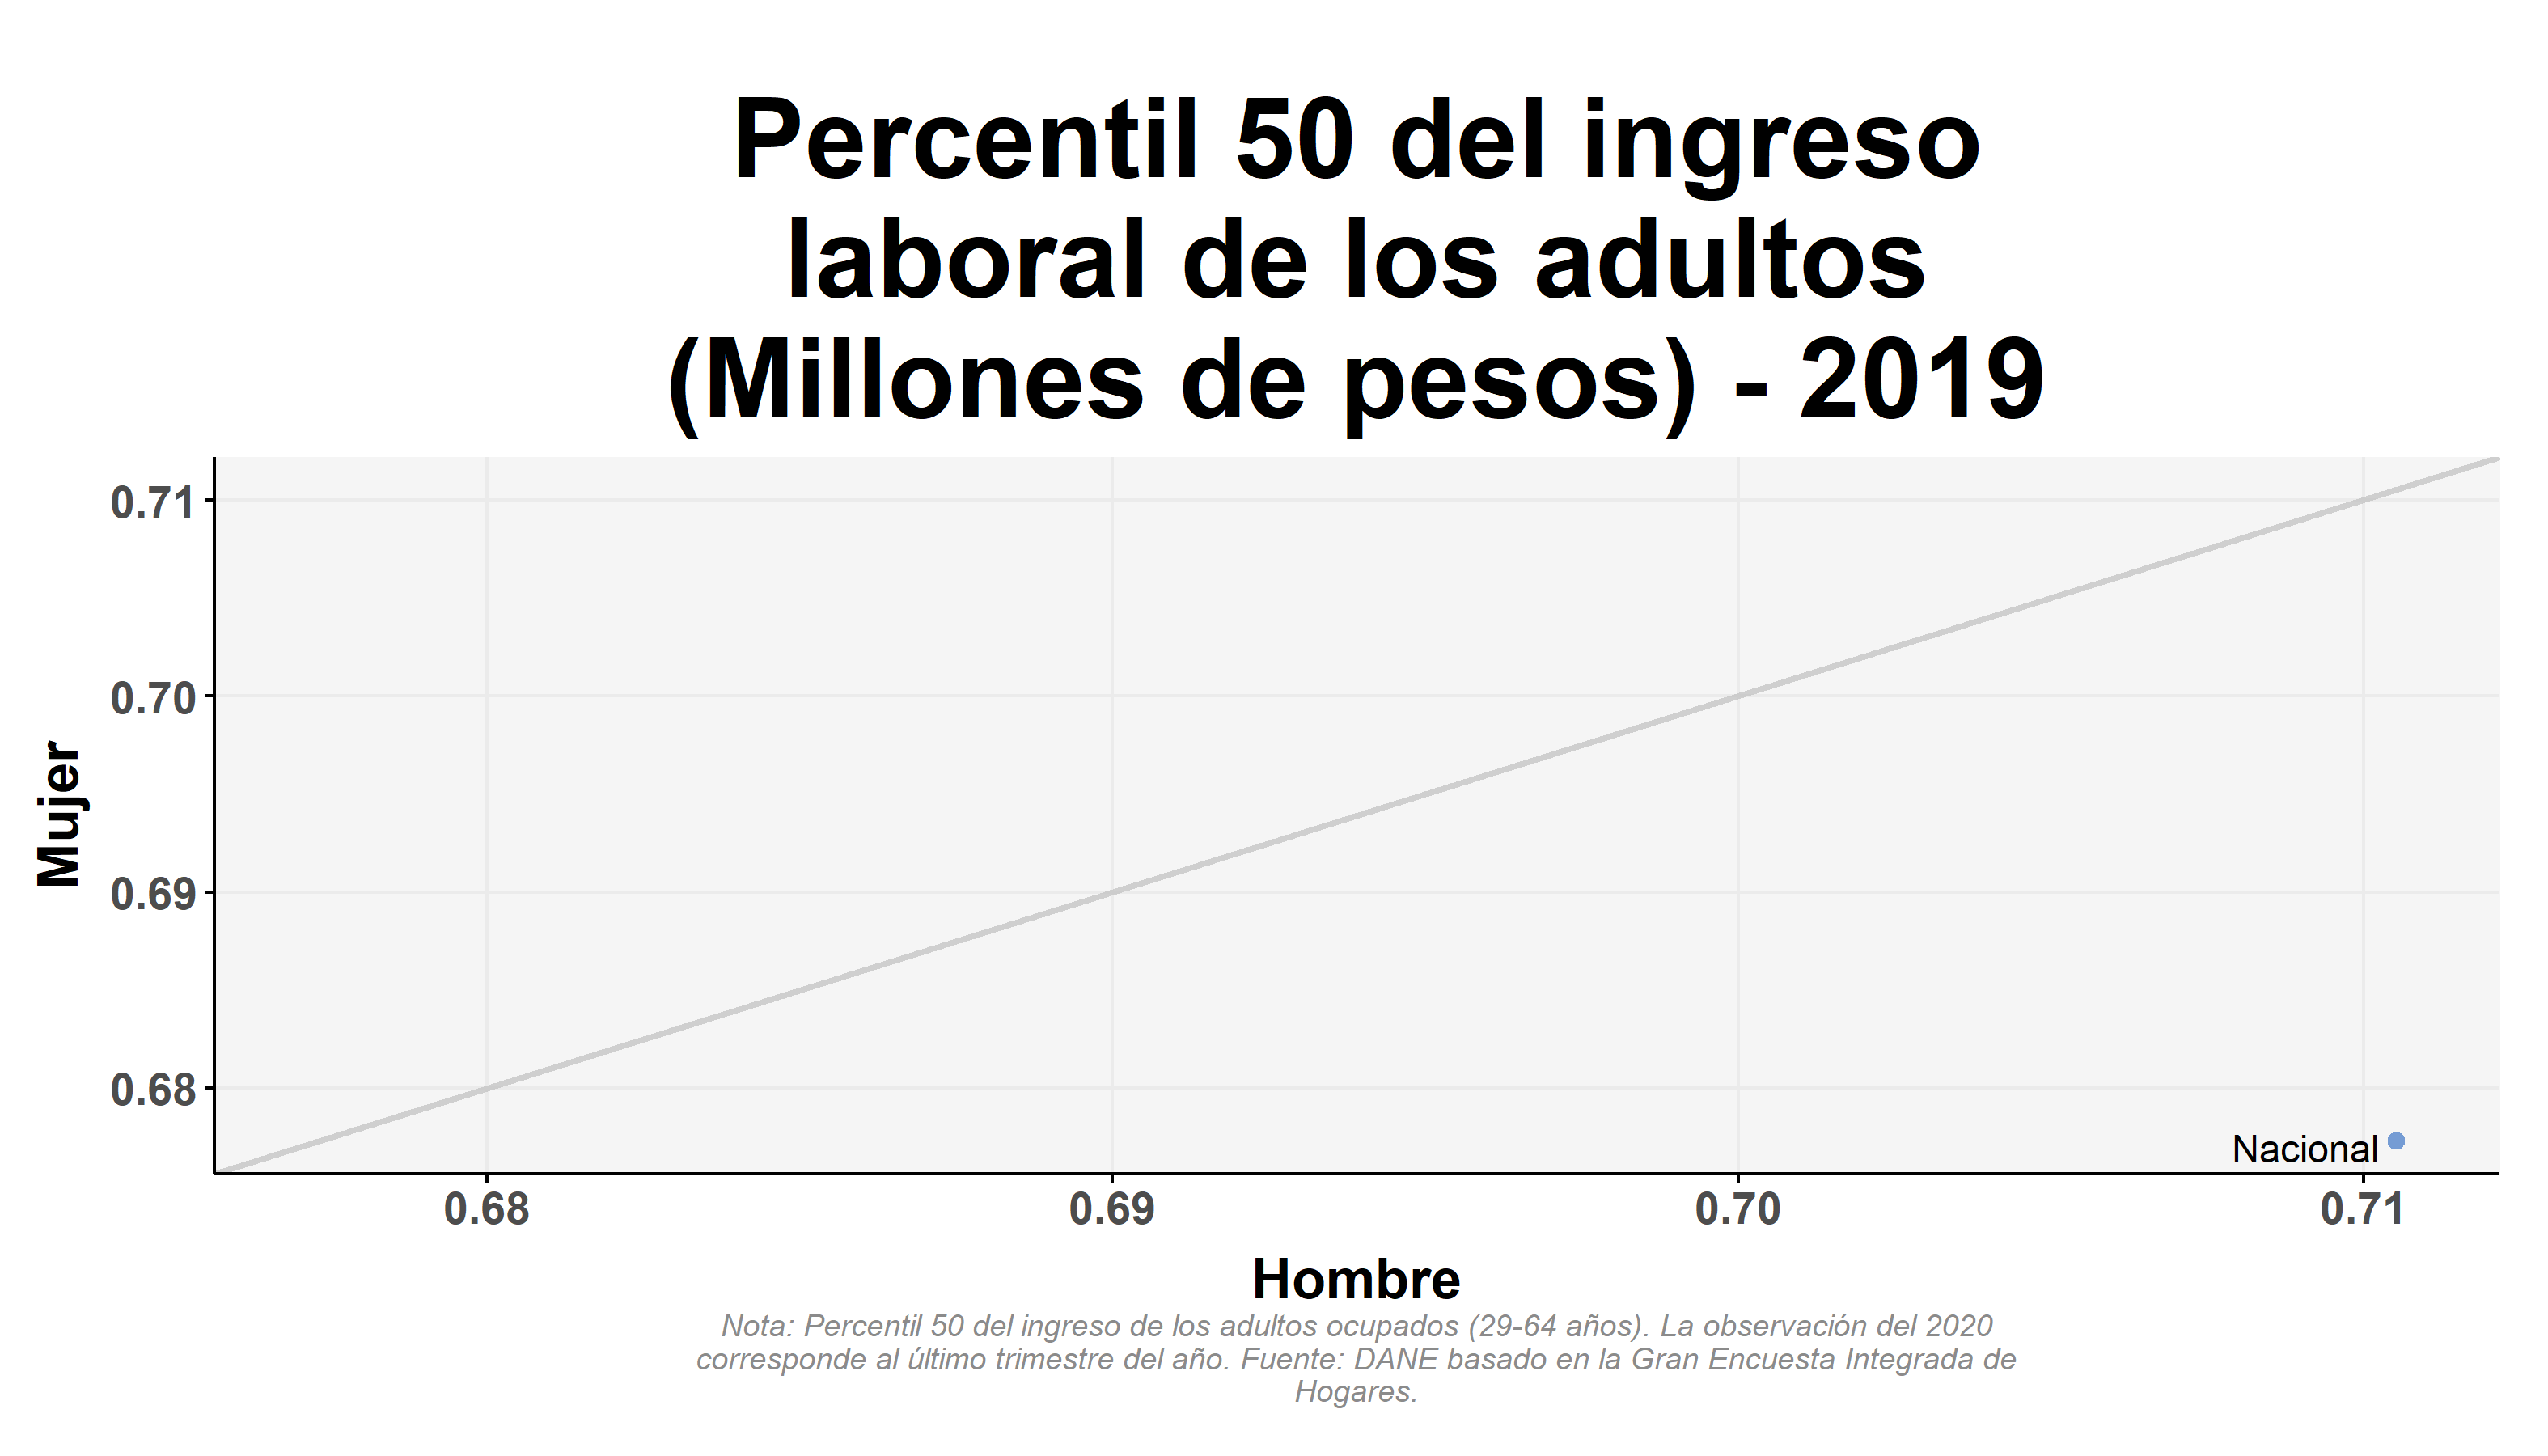 Percentil 50 del ingreso
laboral de los adultos
(Millones de pesos) - 2019
0.71
0.70
0.69
0.68
Mujer
Nacional
0.68
0.69
0.70
0.71
Hombre
Nota: Percentil 50 del ingreso de los adultos ocupados (29-64 años). La observación del 2020
corresponde al último trimestre del año. Fuente: DANE basado en la Gran Encuesta Integrada de
Hogares.